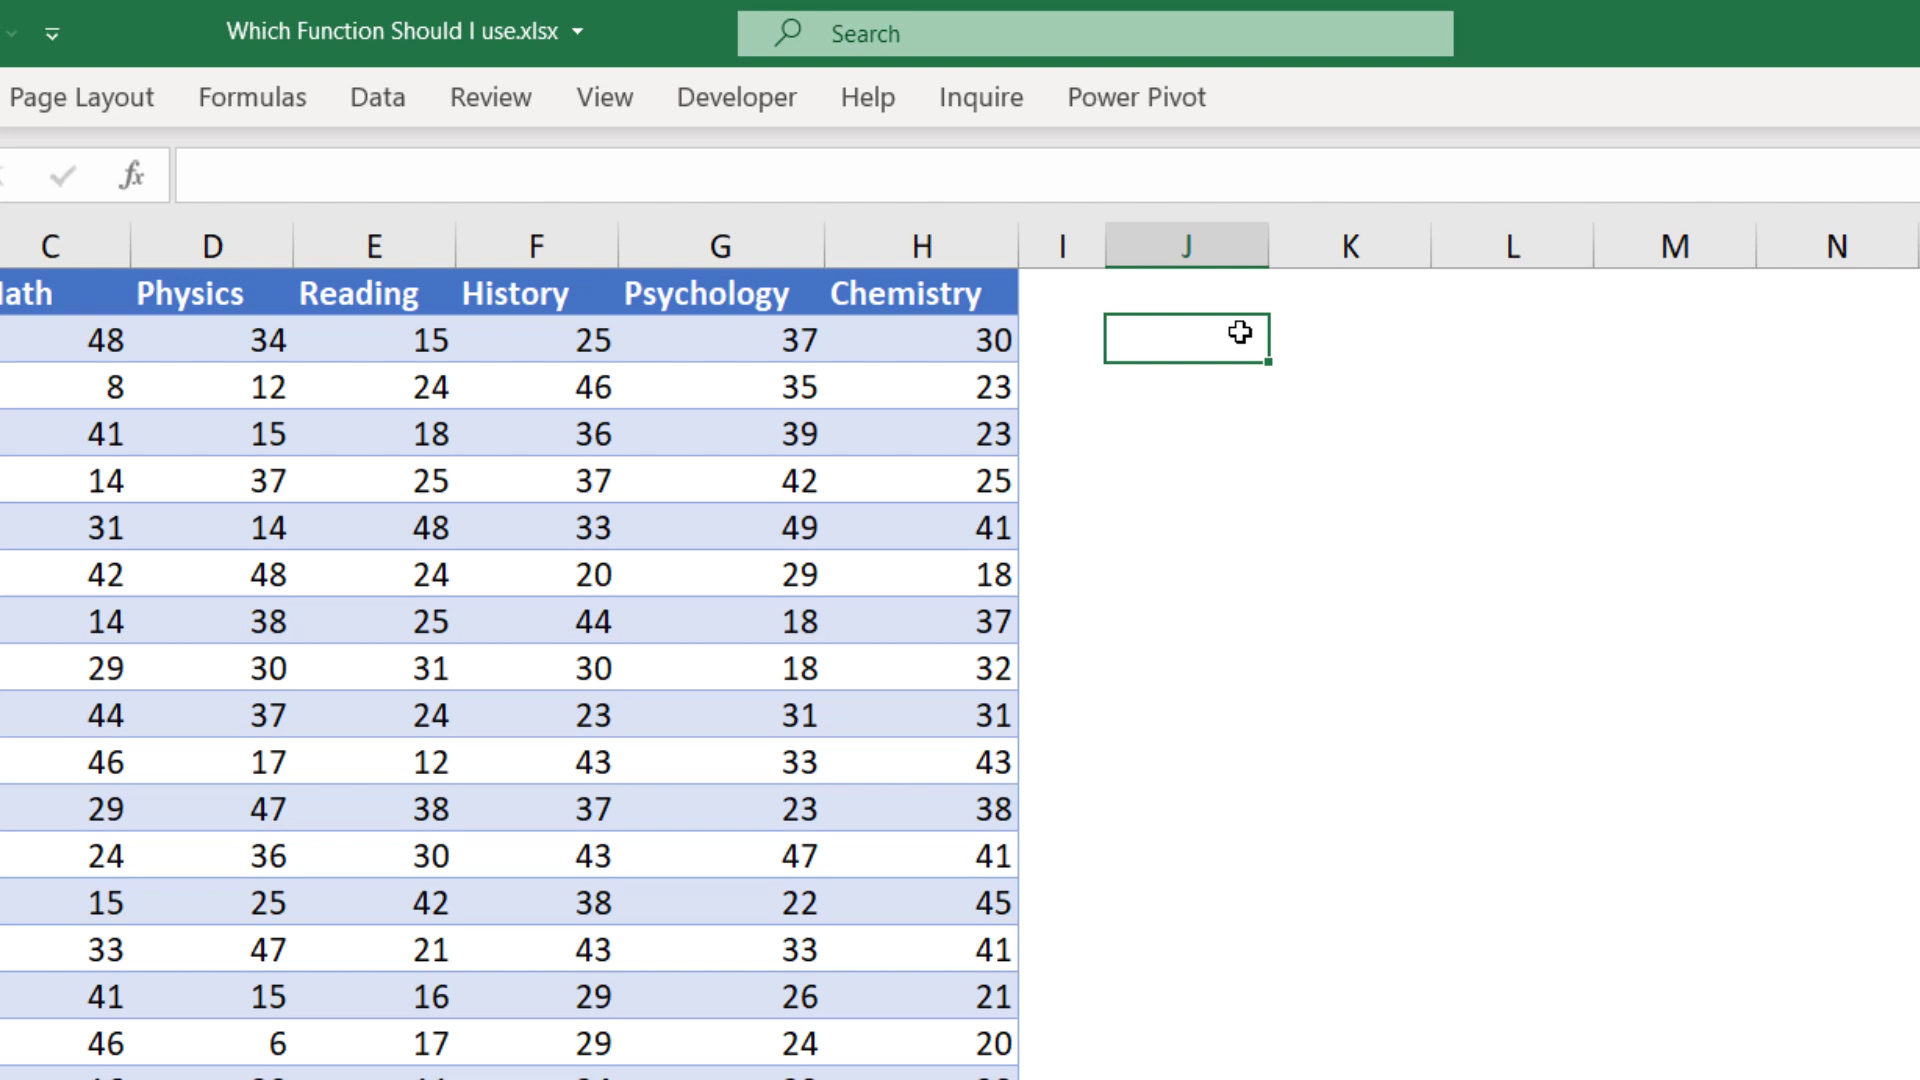 Which Function Should I use.xlsx
Search
Page Layout Formulas Data Review View Developer Help Inquire Power Pivot
fx
C D E F G H I J K L M N
ath Physics Reading History Psychology Chemistry
48 34 15 25 37 30
8 12 24 46 35 23
41 15 18 36 39 23
14 37 25 37 42 25
31 14 48 33 49 41
42 48 24 20 29 18
14 38 25 44 18 37
29 30 31 30 18 32
44 37 24 23 31 31
46 17 12 43 33 43
29 47 38 37 23 38
24 36 30 43 47 41
15 25 42 38 22 45
33 47 21 43 33 41
41 15 16 29 26 21
46 6 17 29 24 20